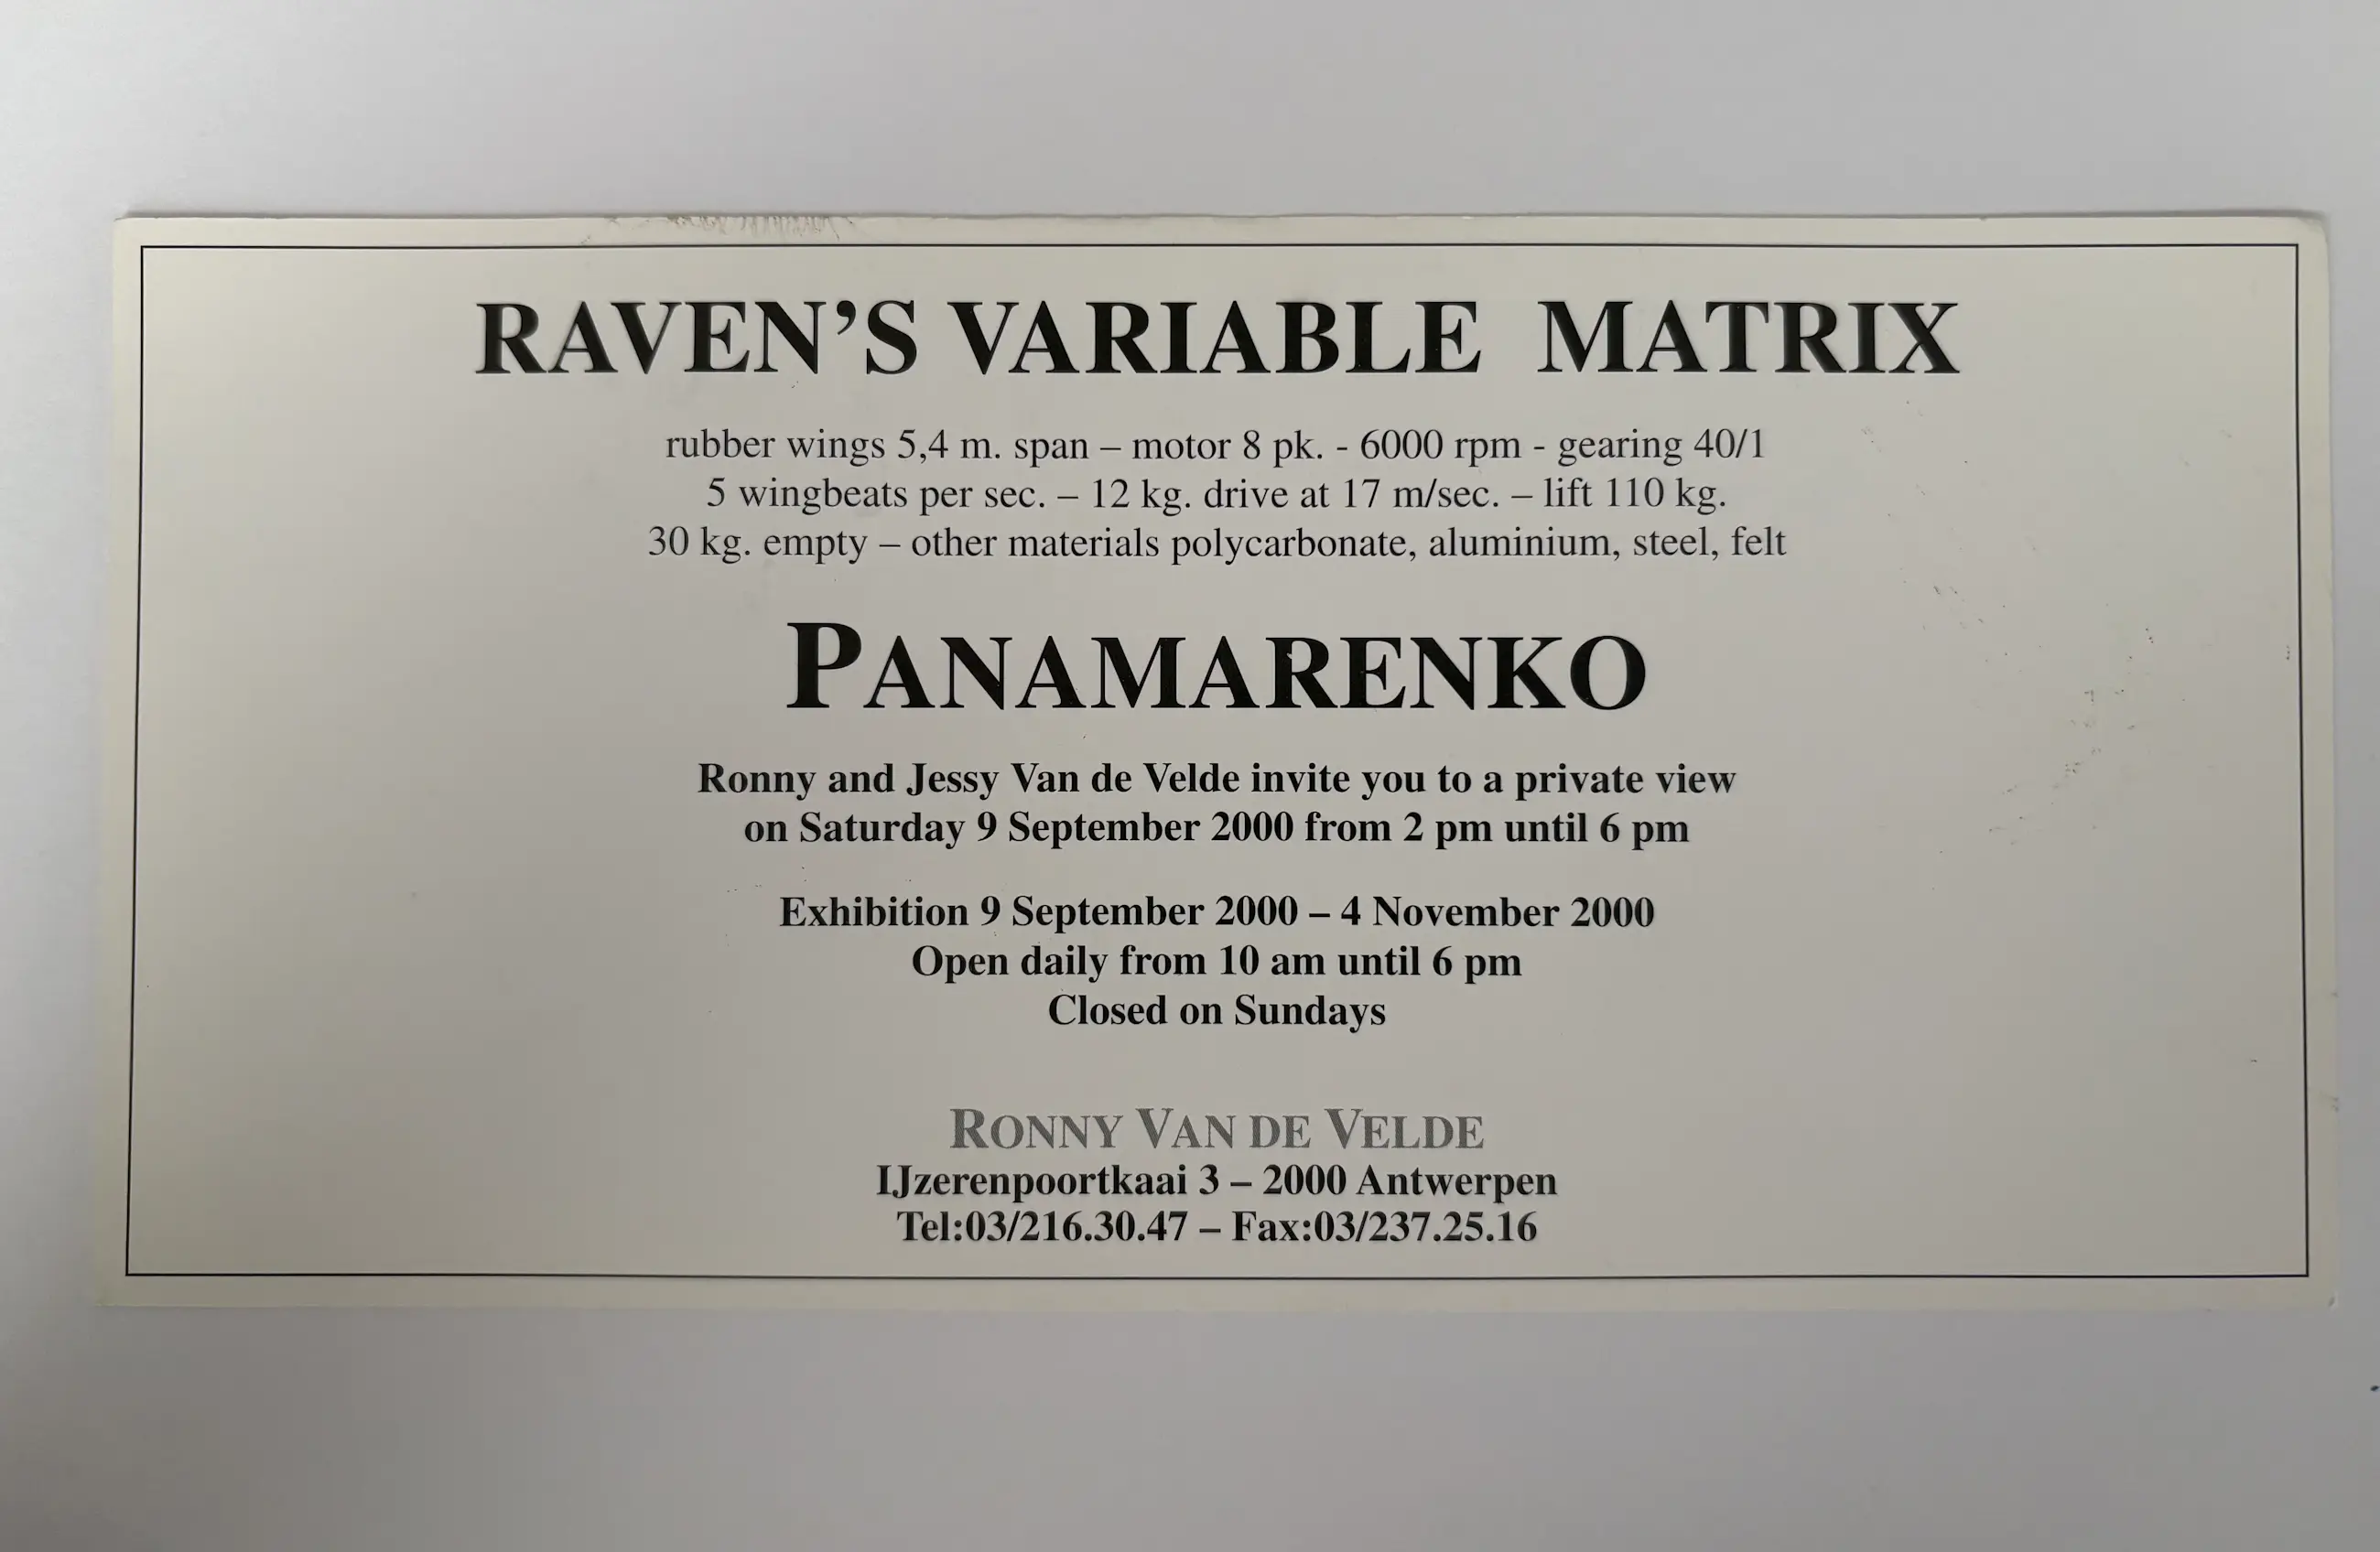 RAVEN’S VARIABLE MATRIX
rubber wings 5,4 m. span – motor 8 pk. - 6000 rpm - gearing 40/1
5 wingbeats per sec. – 12 kg. drive at 17 m/sec. – lift 110 kg.
30 kg. empty – other materials polycarbonate, aluminium, steel, felt
PANAMARENKO
Ronny and Jessy Van de Velde invite you to a private view
on Saturday 9 September 2000 from 2 pm until 6 pm
Exhibition 9 September 2000 – 4 November 2000
Open daily from 10 am until 6 pm
Closed on Sundays
RONNY VAN DE VELDE
IJzerenpoortkaai 3 – 2000 Antwerpen
Tel:03/216.30.47 – Fax:03/237.25.16